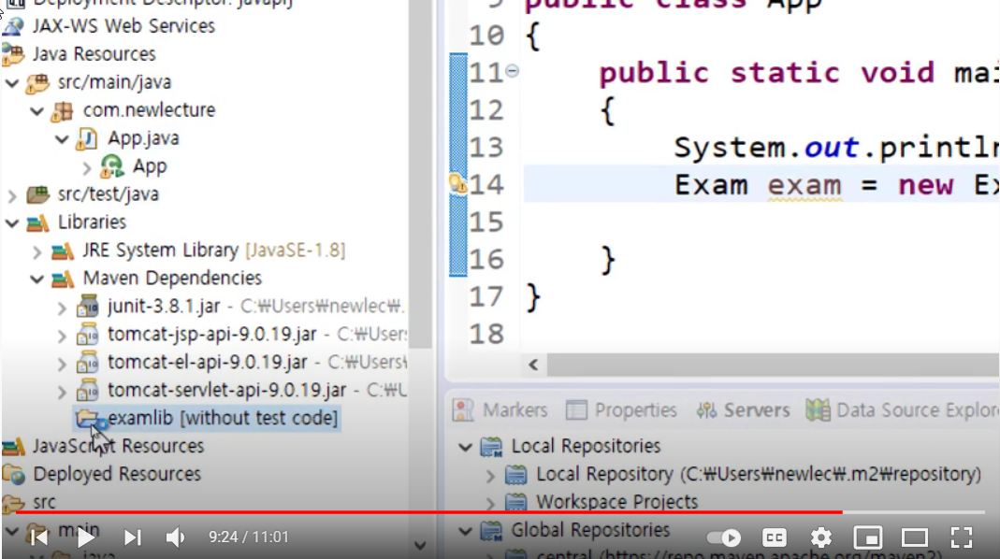 Deployment Descriptor: javaprj
JAX-WS Web Services
Java Resources
src/main/java
com.newlecture
App.java
App
src/test/java
Libraries
JRE System Library [JavaSE-1.8]
Maven Dependencies
junit-3.8.1.jar - C:₩Users₩newlec₩.
tomcat-jsp-api-9.0.19.jar - C:₩Users
tomcat-el-api-9.0.19.jar - C:₩Users₩
tomcat-servlet-api-9.0.19.jar - C:₩U
examlib [without test code]
JavaScript Resources
Deployed Resources
src
main
java
9 public class App
10 {
11 public static void mai
12 {
13 System.out.println
14 Exam exam = new Ex
15
16 }
17 }
18
Markers Properties Servers Data Source Explor
Local Repositories
Local Repository (C:₩Users₩newlec₩.m2₩repository)
Workspace Projects
Global Repositories
central (https://repo.maven.apache.org/maven2)
9:24 / 11:01
CC